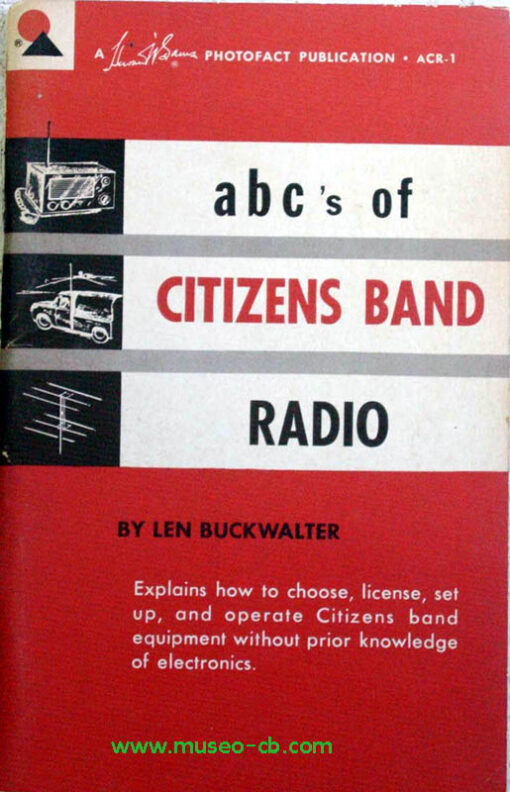 A Howard W. Sams ® PHOTOFACT PUBLICATION • ACR-1
®
abc's of
CITIZENS BAND
RADIO
BY LEN BUCKWALTER
Explains how to choose, license, set
up, and operate Citizens band
equipment without prior knowledge
of electronics.
www.museo-cb.com